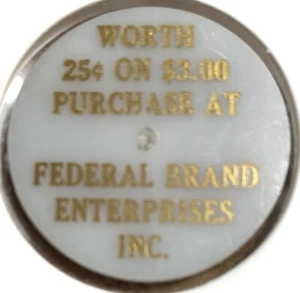 WORTH
25¢ ON $3.00
PURCHASE AT
FEDERAL BRAND
ENTERPRISES
INC.